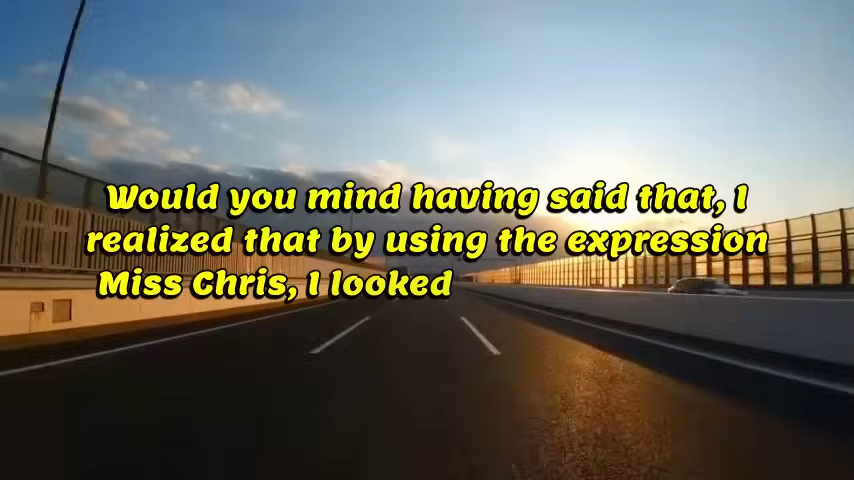 Would you mind having said that, I
realized that by using the expression
Miss Chris, I looked